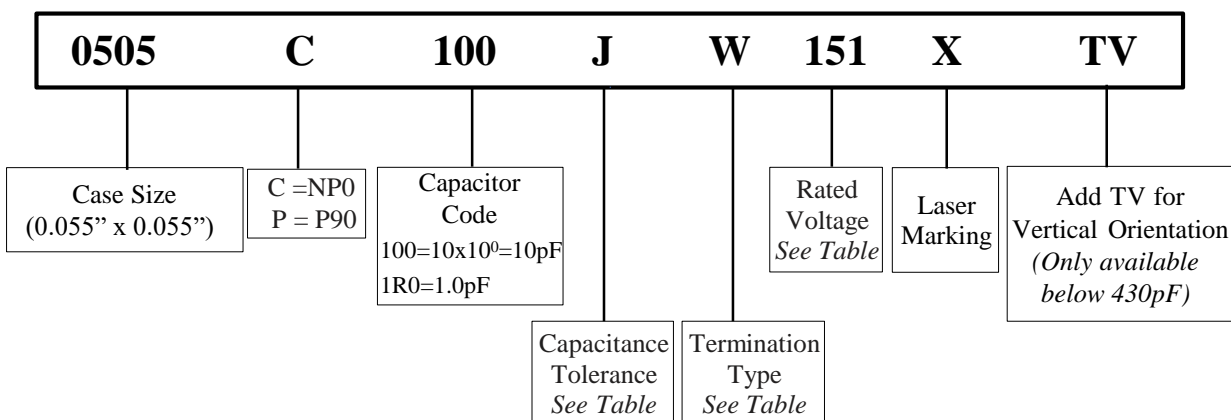 0505 C 100 J W 151 X TV
Case Size
(0.055” x 0.055”)
C =NP0
P = P90
Capacitor
Code
100=10x10⁰=10pF
1R0=1.0pF
Capacitance
Tolerance
See Table
Termination
Type
See Table
Rated
Voltage
See Table
Laser
Marking
Add TV for
Vertical Orientation
(Only available
below 430pF)